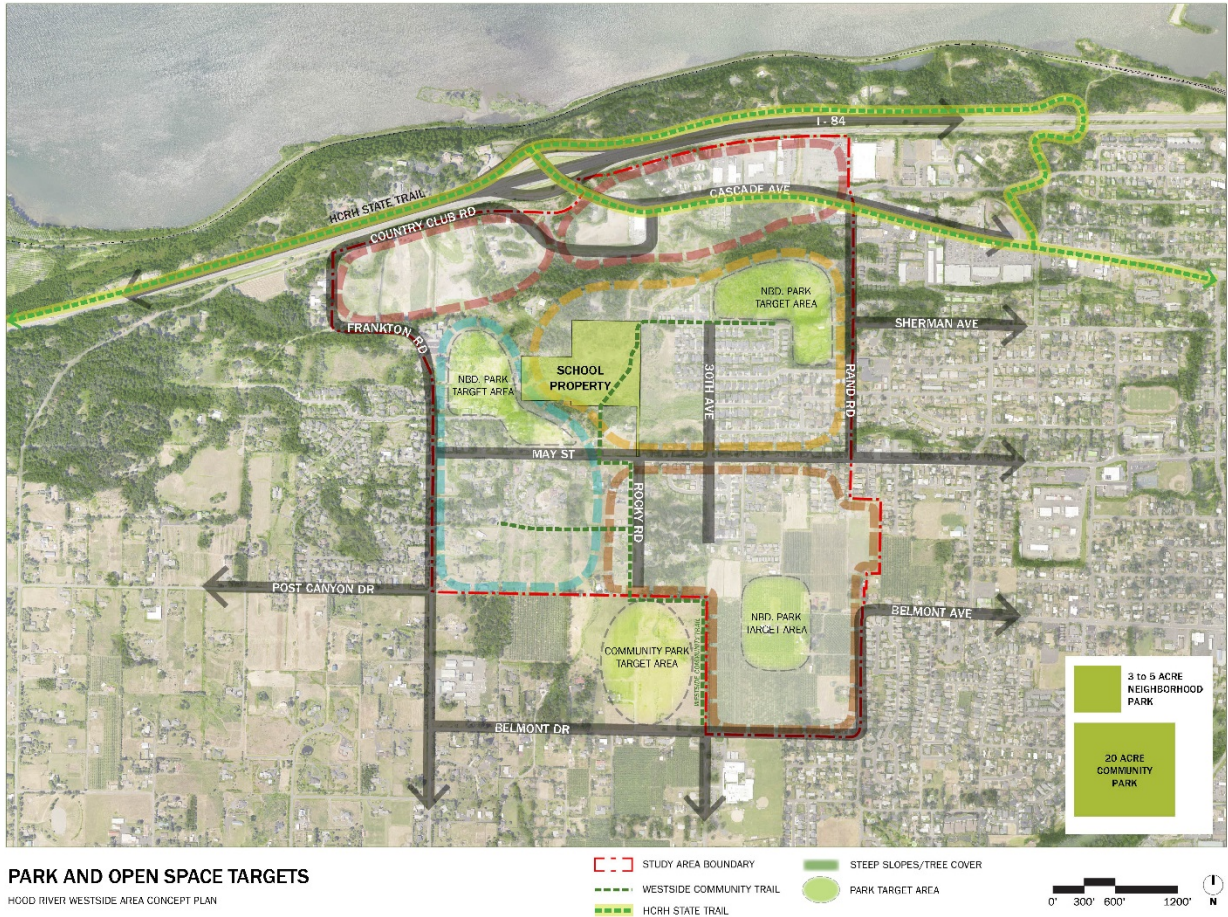 I - 84
HCRH STATE TRAIL
CASCADE AVE
COUNTRY CLUB RD
NBD. PARK
TARGET AREA
FRANKTON RD
SHERMAN AVE
SCHOOL
PROPERTY
NBD. PARK
TARGET AREA
30TH AVE
RAND RD
MAY ST
ROCKY RD
POST CANYON DR
BELMONT AVE
NBD. PARK
TARGET AREA
COMMUNITY PARK
TARGET AREA
WESTSIDE COMMUNITY TRAIL
BELMONT DR
3 to 5 ACRE
NEIGHBORHOOD
PARK
20 ACRE
COMMUNITY
PARK
PARK AND OPEN SPACE TARGETS
HOOD RIVER WESTSIDE AREA CONCEPT PLAN
STUDY AREA BOUNDARY
WESTSIDE COMMUNITY TRAIL
HCRH STATE TRAIL
STEEP SLOPES/TREE COVER
PARK TARGET AREA
0' 300' 600' 1200'
N